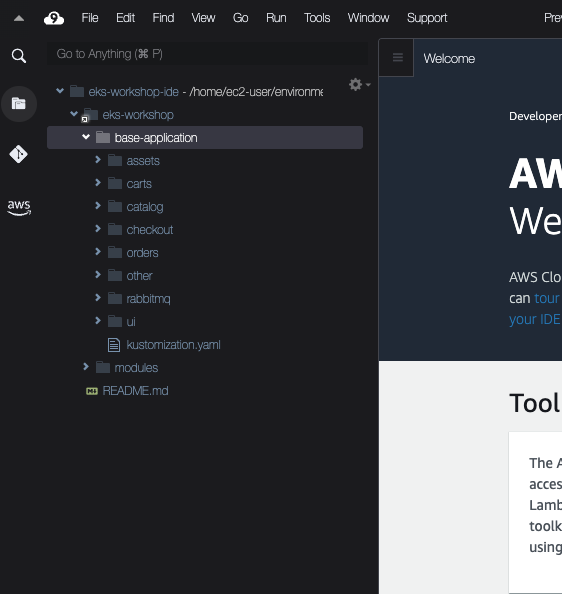 9 File Edit Find View Go Run Tools Window Support Pre
Go to Anything (⌘ P)
Welcome
eks-workshop-ide - /home/ec2-user/environme
eks-workshop
Developer
base-application
assets
AW
carts
catalog
We
checkout
orders
other
AWS Clo
rabbitmq
can tour
ui
your IDE
kustomization.yaml
modules
README.md
aws
Tool
The A
acces
Lamb
toolk
using